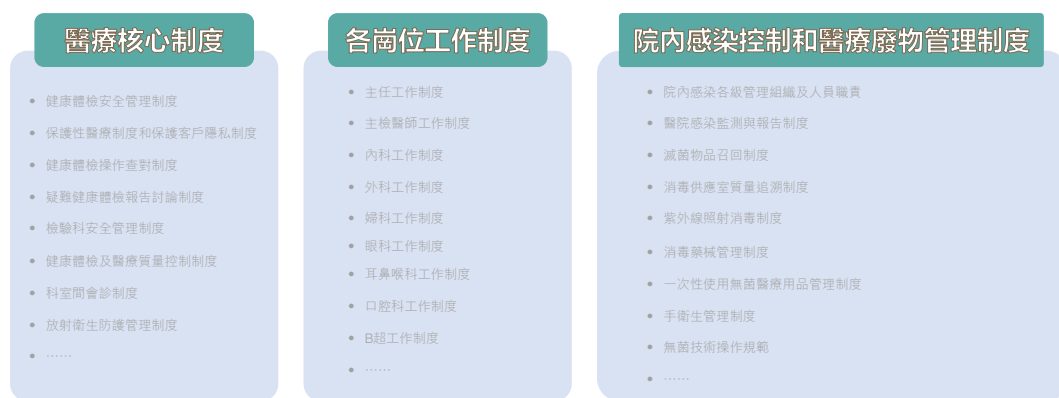 醫療核心制度
健康體檢安全管理制度
保護性醫療制度和保護客戶隱私制度
健康體檢操作查對制度
疑難健康體檢報告討論制度
檢驗科安全管理制度
健康體檢及醫療質量控制制度
科室間會診制度
放射衛生防護管理制度
……
各崗位工作制度
主任工作制度
主檢醫師工作制度
內科工作制度
外科工作制度
婦科工作制度
眼科工作制度
耳鼻喉科工作制度
口腔科工作制度
B超工作制度
……
院內感染控制和醫療廢物管理制度
院內感染各級管理組織及人員職責
醫院感染監測與報告制度
滅菌物品召回制度
消毒供應室質量追溯制度
紫外線照射消毒制度
消毒藥械管理制度
一次性使用無菌醫療用品管理制度
手衛生管理制度
無菌技術操作規範
……